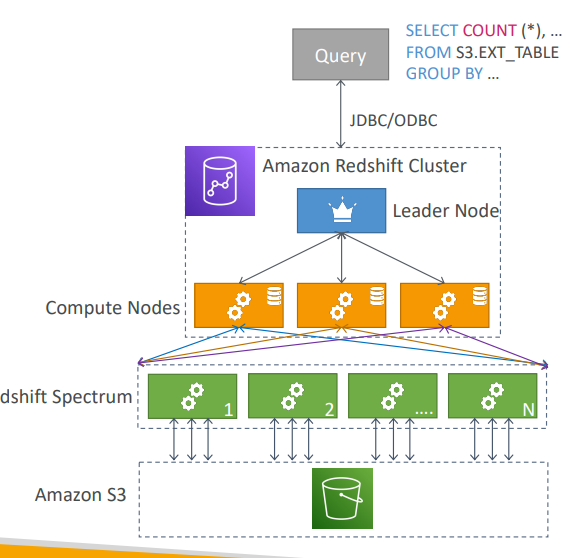 Query
SELECT COUNT (*), ...
FROM S3.EXT_TABLE
GROUP BY ...
JDBC/ODBC
Amazon Redshift Cluster
Leader Node
Compute Nodes
dshift Spectrum
1
2
....
N
Amazon S3